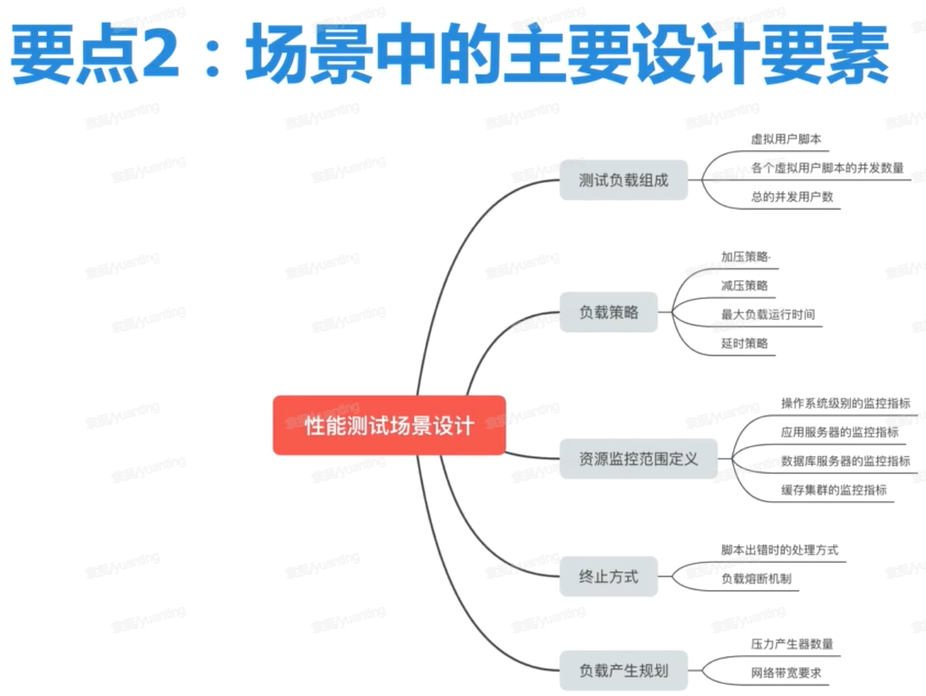 要点2：场景中的主要设计要素
虚拟用户脚本
测试负载组成
各个虚拟用户脚本的并发数量
总的并发用户数
加压策略
减压策略
负载策略
最大负载运行时间
延时策略
操作系统级别的监控指标
性能测试场景设计
应用服务器的监控指标
资源监控范围定义
数据库服务器的监控指标
缓存集群的监控指标
脚本出错时的处理方式
终止方式
负载熔断机制
压力产生器数量
负载产生规划
网络带宽要求